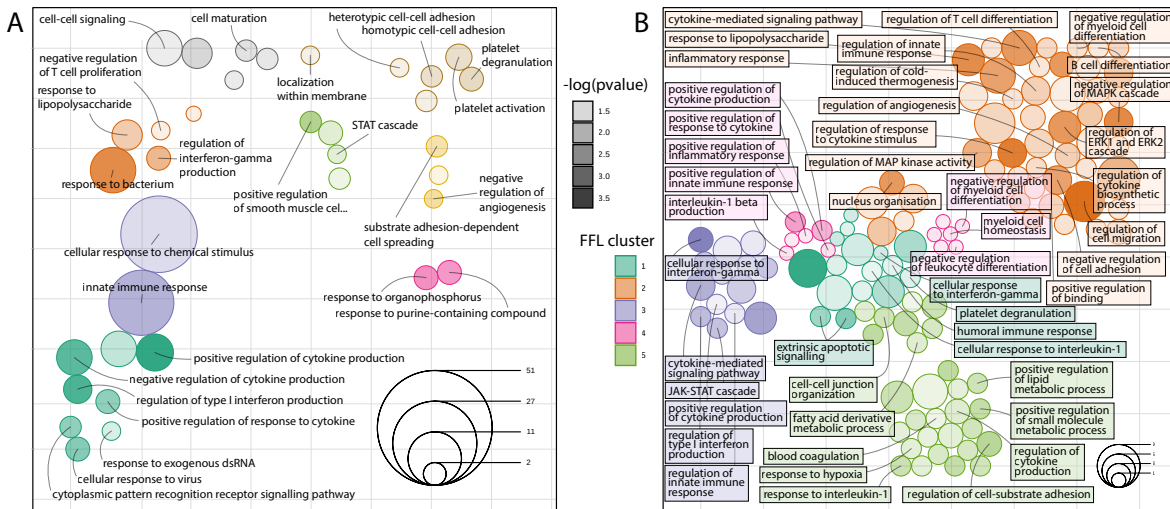 A
cell-cell signaling
cell maturation
heterotypic cell-cell adhesion
homotypic cell-cell adhesion
platelet
degranulation
negative regulation
of T cell proliferation
localization
within membrane
platelet activation
response to
lipopolysaccharide
STAT cascade
regulation of
interferon-gamma
production
response to bacterium
positive regulation
of smooth muscle cel...
negative
regulation of
angiogenesis
substrate adhesion-dependent
cell spreading
cellular response to chemical stimulus
innate immune response
response to organophosphorus
response to purine-containing compound
positive regulation of cytokine production
negative regulation of cytokine production
regulation of type I interferon production
positive regulation of response to cytokine
response to exogenous dsRNA
cellular response to virus
cytoplasmic pattern recognition receptor signalling pathway
51
27
11
2
-log(pvalue)
1.5
2.0
2.5
3.0
3.5
FFL cluster
1
2
3
4
5
B
cytokine-mediated signaling pathway
regulation of T cell differentiation
negative regulation
of myeloid cell
differentiation
response to lipopolysaccharide
regulation of innate
immune response
inflammatory response
B cell differentiation
regulation of cold-
induced thermogenesis
negative regulation
of MAPK cascade
positive regulation of
cytokine production
regulation of angiogenesis
positive regulation of
response to cytokine
regulation of response
to cytokine stimulus
regulation of
ERK1 and ERK2
cascade
positive regulation of
inflammatory response
regulation of MAP kinase activity
positive regulation of
innate immune response
negative regulation
of myeloid cell
differentiation
regulation of
cytokine
biosynthetic
process
interleukin-1 beta
production
nucleus organisation
myeloid cell
homeostasis
regulation
of cell migration
cellular response to
interferon-gamma
negative regulation
of leukocyte differentiation
negative regulation
of cell adhesion
cellular response
to interferon-gamma
positive regulation
of binding
platelet degranulation
humoral immune response
extrinsic apoptotic
signalling
cellular response to interleukin-1
cytokine-mediated
signaling pathway
JAK-STAT cascade
cell-cell junction
organization
positive regulation
of lipid
metabolic process
positive regulation
of cytokine production
fatty acid derivative
metabolic process
positive regulation
of small molecule
metabolic process
regulation of
type I interferon
production
blood coagulation
regulation of
cytokine
production
regulation of
innate immune
response
response to hypoxia
response to interleukin-1
regulation of cell-substrate adhesion